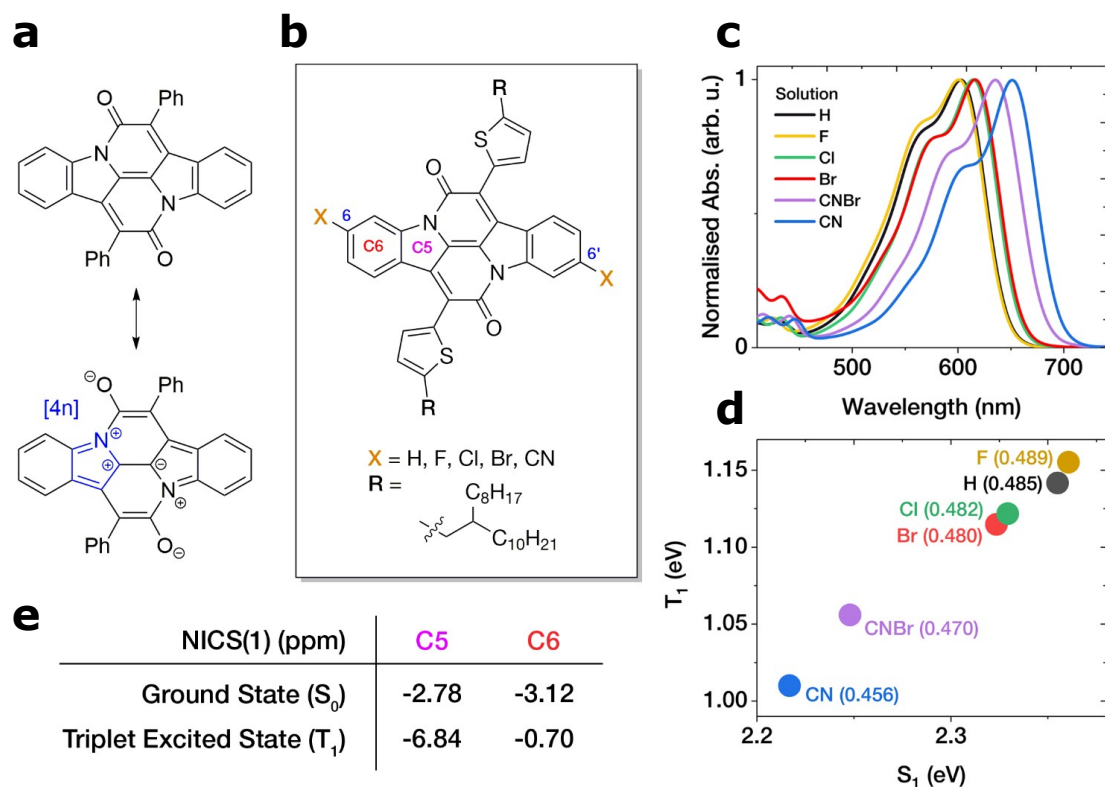 a
Ph
O
N
N
Ph
O
⊖
O
Ph
[4n]
N
⊕
⊕
⊖
N
⊕
Ph
O
⊖
b
R
S
O
X
6
N
C6
C5
6'
N
X
O
S
R
X = H, F, Cl, Br, CN
R =
C8H17
C10H21
c
Normalised Abs. (arb. u.)
1
0
Solution
H
F
Cl
Br
CNBr
CN
500
600
700
Wavelength (nm)
d
T1 (eV)
1.15
1.10
1.05
1.00
F (0.489)
H (0.485)
Cl (0.482)
Br (0.480)
CNBr (0.470)
CN (0.456)
2.2
2.3
S1 (eV)
e
NICS(1) (ppm) C5 C6
Ground State (S0) -2.78 -3.12
Triplet Excited State (T1) -6.84 -0.70